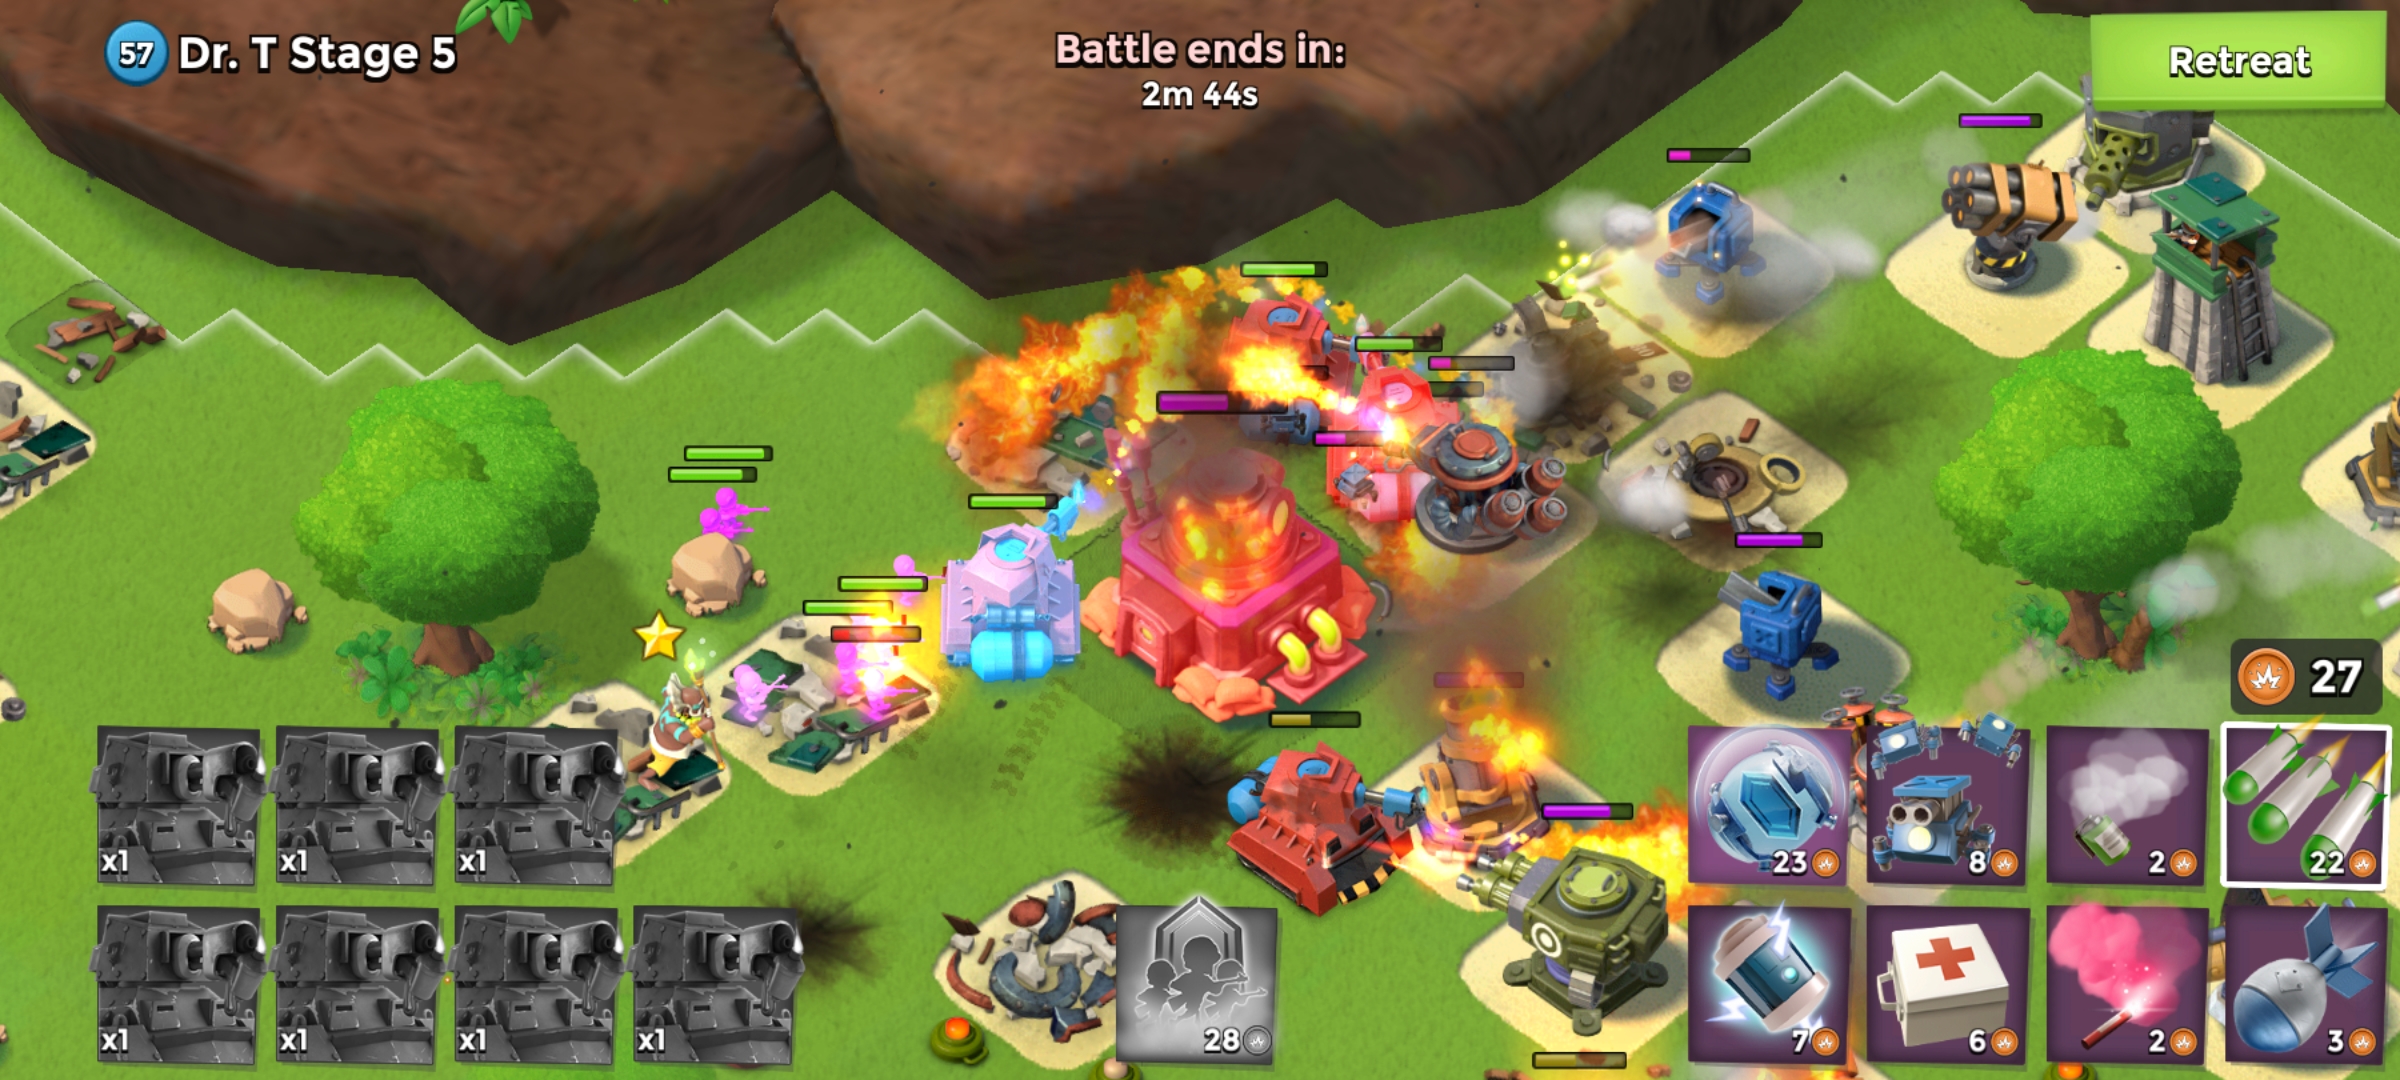 57 Dr. T Stage 5
Battle ends in:
2m 44s
Retreat
27
x1 x1 x1
23 8 2 22
x1 x1 x1 x1
28
7 6 2 3